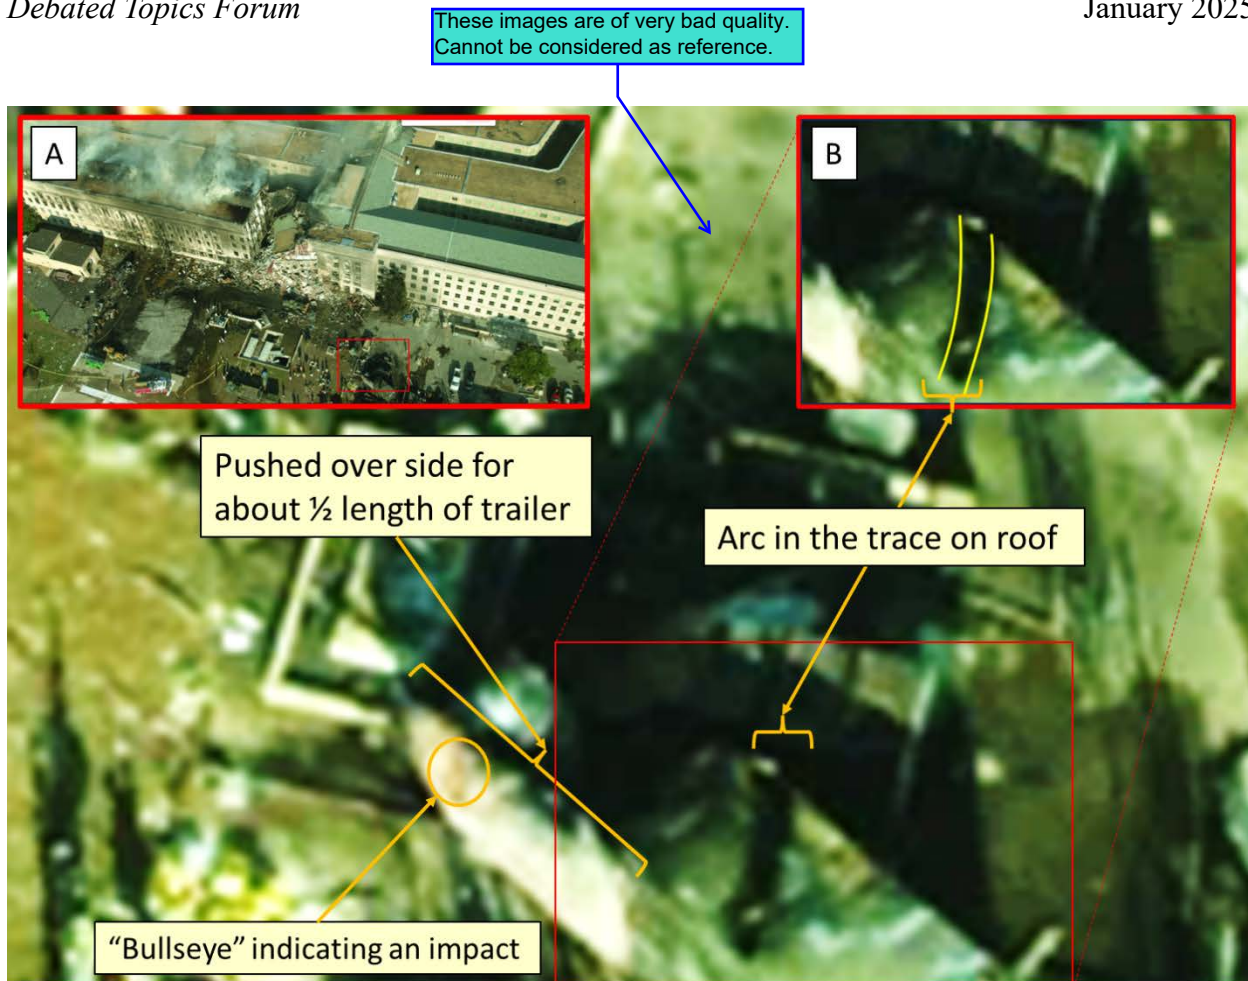 Debated Topics Forum
January 2025
These images are of very bad quality.
Cannot be considered as reference.
A
B
Pushed over side for
about ½ length of trailer
Arc in the trace on roof
“Bullseye” indicating an impact